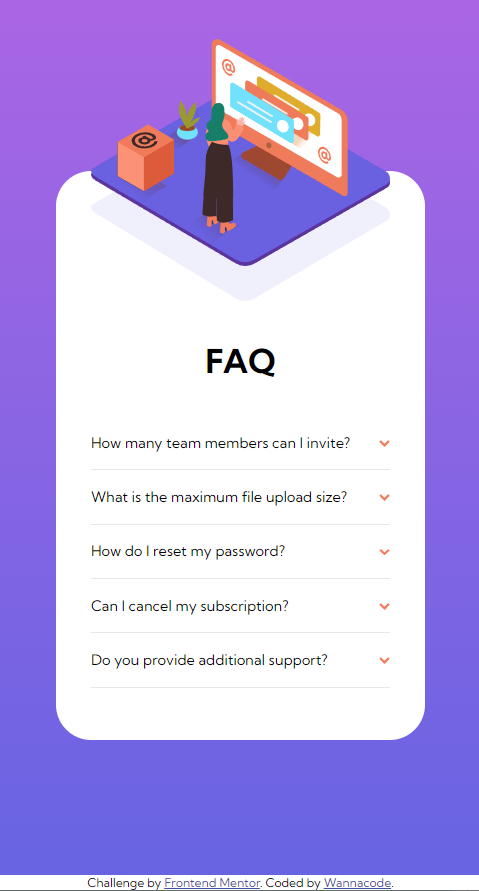 FAQ
How many team members can I invite?
What is the maximum file upload size?
How do I reset my password?
Can I cancel my subscription?
Do you provide additional support?
Challenge by Frontend Mentor. Coded by Wannacode.